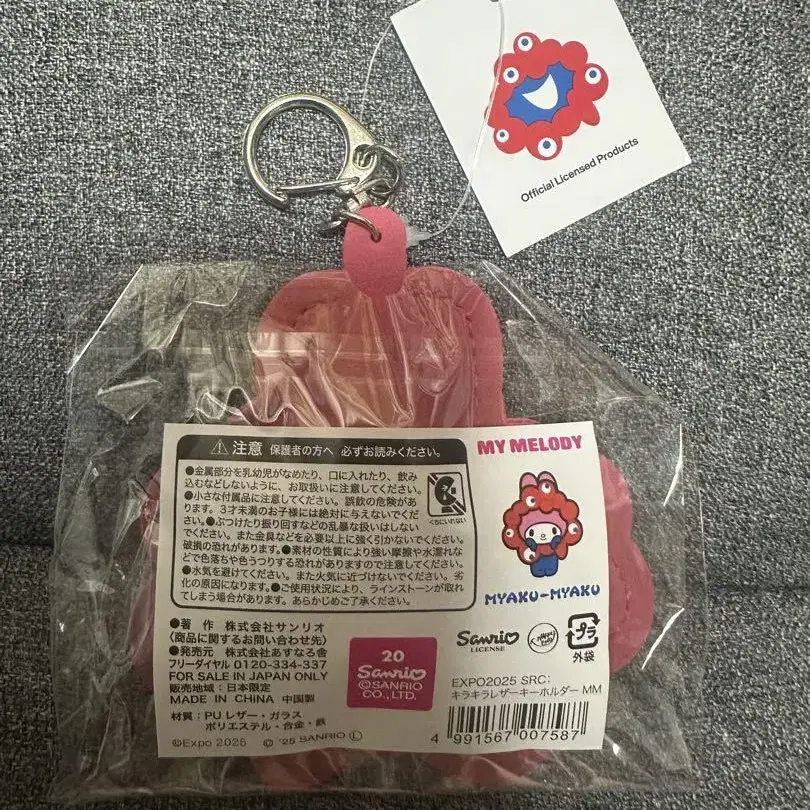 Official Licensed Products
⚠注意 保護者の方へ 必ずお読みください。
●金属部分を乳幼児がなめたり、口に入れたり、飲み
込むなどしないように、お取扱いに注意してください。
●小さな付属品に注意してください。誤飲の危険があ
ります。3才未満のお子様には絶対に与えないでくだ
さい。●ぶつけたり振り回すなどの乱暴な扱いはしない
でください。また金具などを必要以上に強く引かないでください。
破損の恐れがあります。●素材の性質により強い摩擦や水濡れな
どで色落ちや色うつりする恐れがありますので注意してください。
●水気を避けてください。また火気に近づけないでください。劣
化の原因になります。●ご使用状況により、ラインストーンが取れ
てしまう場合があります。あらかじめご了承ください。
くちにいれない
MY MELODY
MYAKU-MYAKU
●著 作 株式会社サンリオ
〈商品に関するお問い合わせ先〉
●発売元 株式会社あすなろ舎
フリーダイヤル 0120-334-337
FOR SALE IN JAPAN ONLY
販売地域:日本限定
MADE IN CHINA 中国製
材質:PUレザー・ガラス
ポリエステル・合金・鉄
©Expo 2025 © '25 SANRIO Ⓛ
20
Sanrio
©SANRIO
CO., LTD.
Sanrio
LICENSE
プラ
外袋
EXPO2025 SRC:
キラキラレザーキーホルダー MM
4 991567 007587